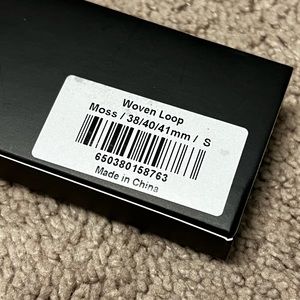 Woven Loop
Moss / 38/40/41mm / S
650380158763
Made in China